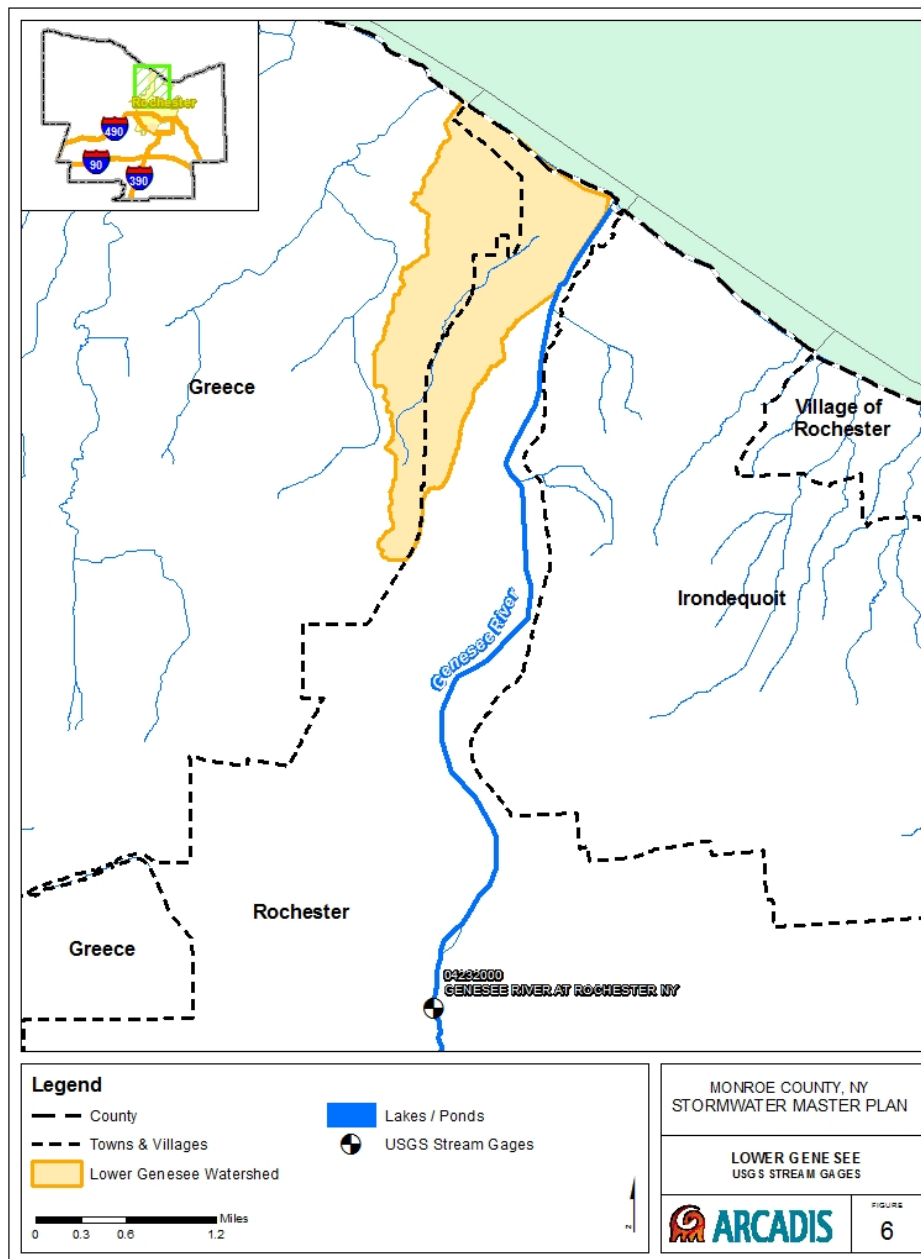 Rochester
490
90
390
Greece
Village of
Rochester
Irondequoit
Genesee River
Rochester
Greece
04232000
GENESEE RIVER AT ROCHESTER NY
Legend
County
Towns & Villages
Lower Genesee Watershed
Lakes / Ponds
USGS Stream Gages
Miles
0 0.3 0.6 1.2
N
MONROE COUNTY, NY
STORMWATER MASTER PLAN
LOWER GENESEE
USGS STREAM GAGES
ARCADIS
FIGURE
6